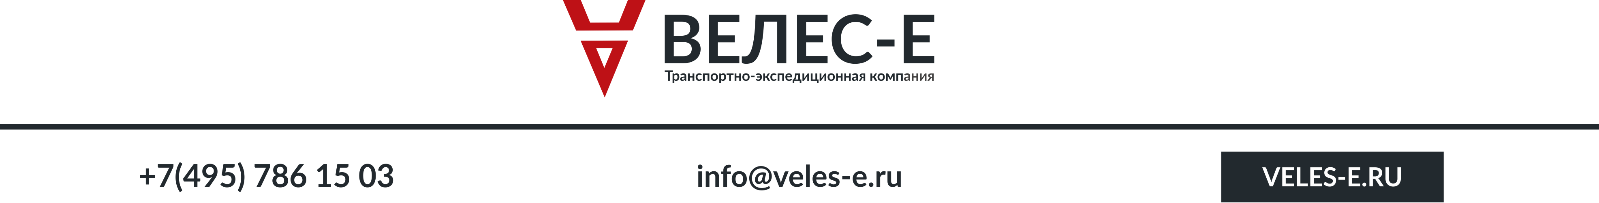 ВЕЛЕС-Е
Транспортно-экспедиционная компания
+7(495) 786 15 03
info@veles-e.ru
VELES-E.RU